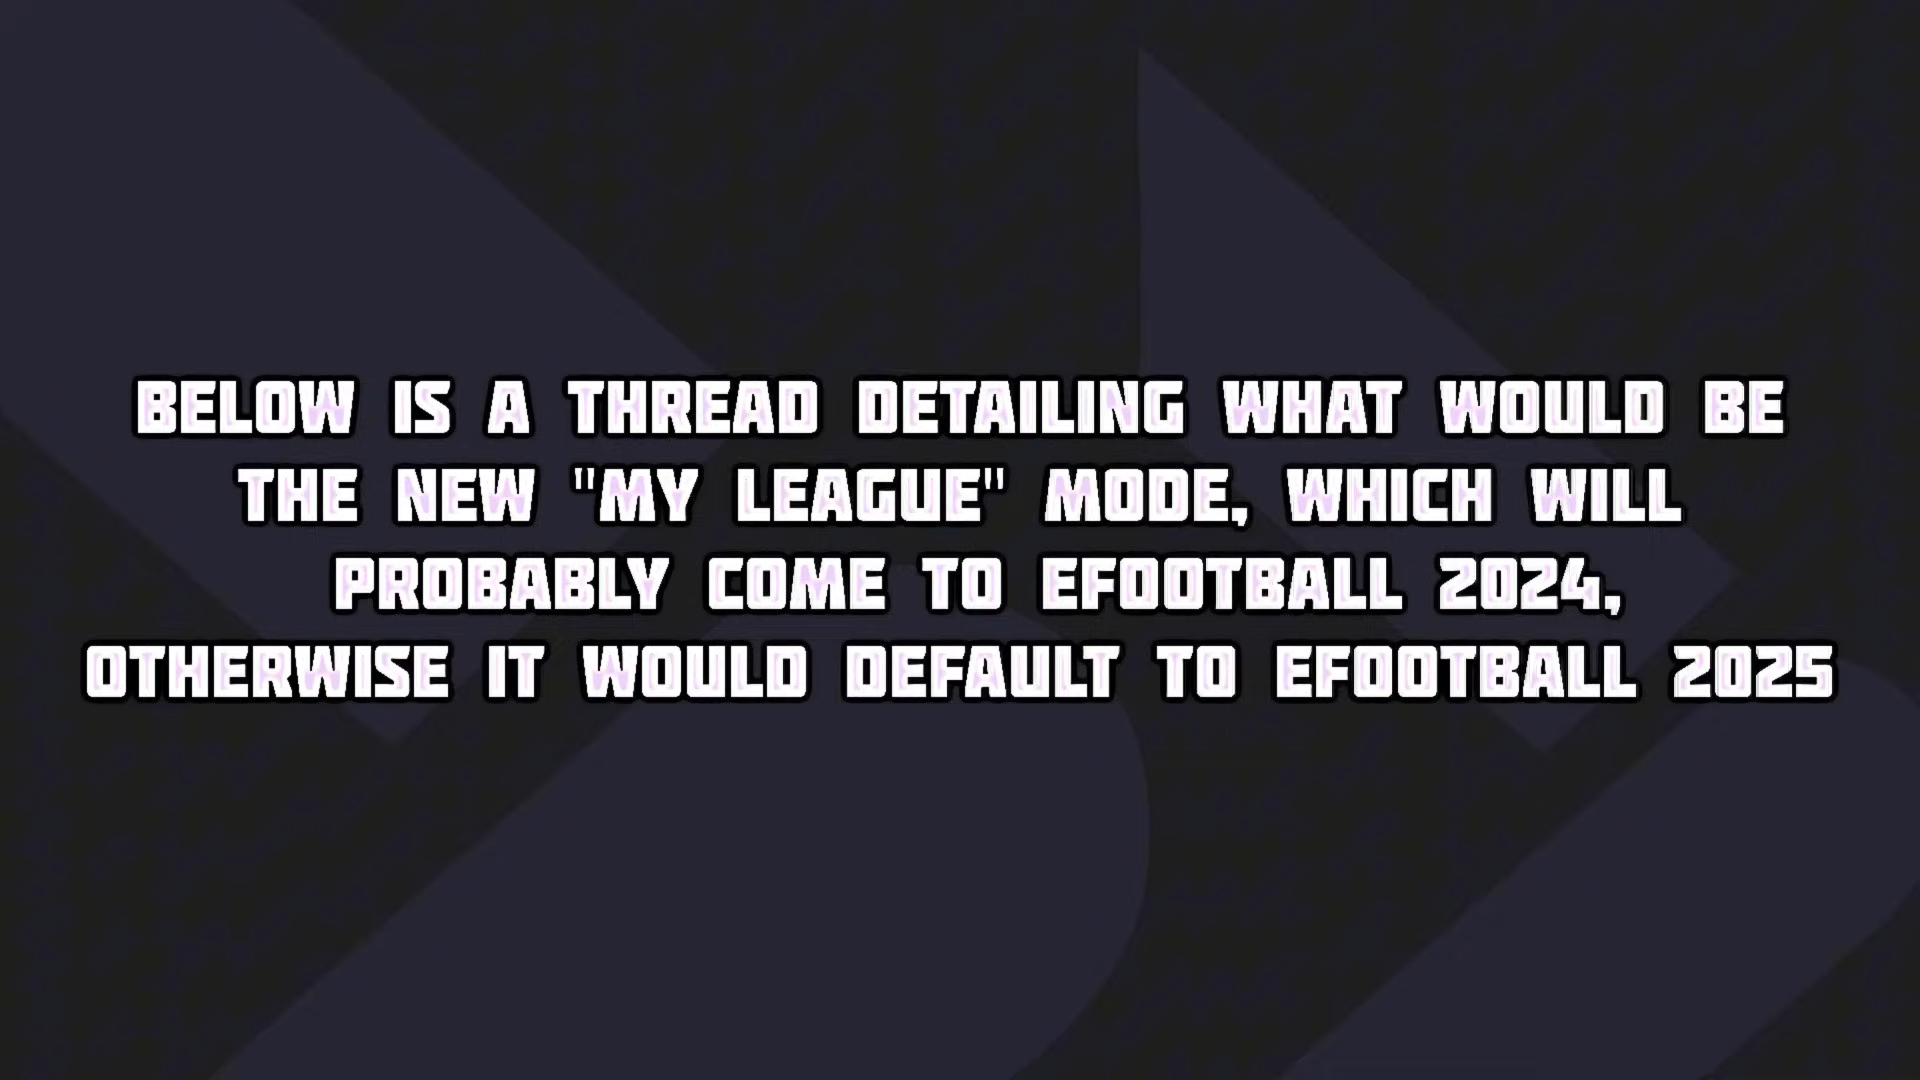 BELOW IS A THREAD DETAILING WHAT WOULD BE
THE NEW "MY LEAGUE" MODE, WHICH WILL
PROBABLY COME TO EFOOTBALL 2024,
OTHERWISE IT WOULD DEFAULT TO EFOOTBALL 2025